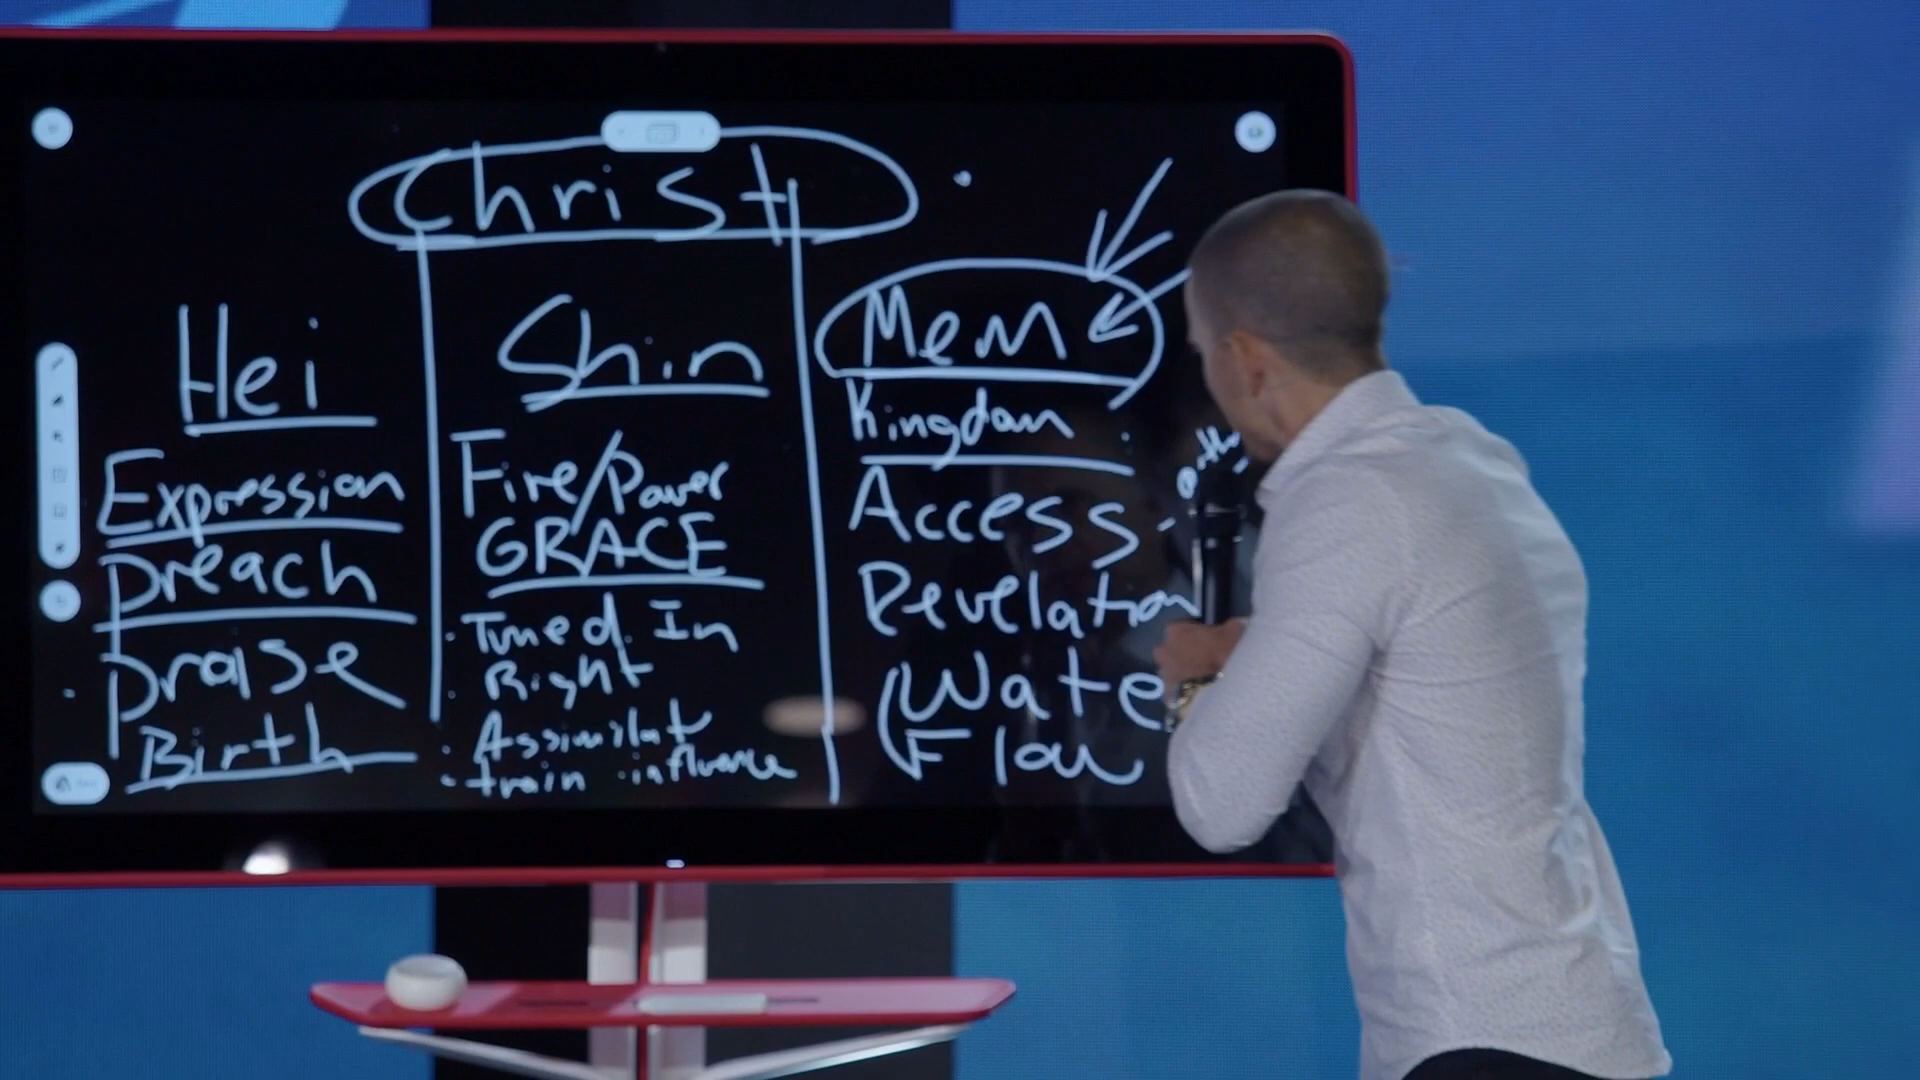 Christ
Hei
Expression
preach
praise
Birth
Shin
Fire/Power
GRACE
Tuned In
Right
Assimilat
train influence
Mem
Kingdom
Access
Revelation
Wate
Flow